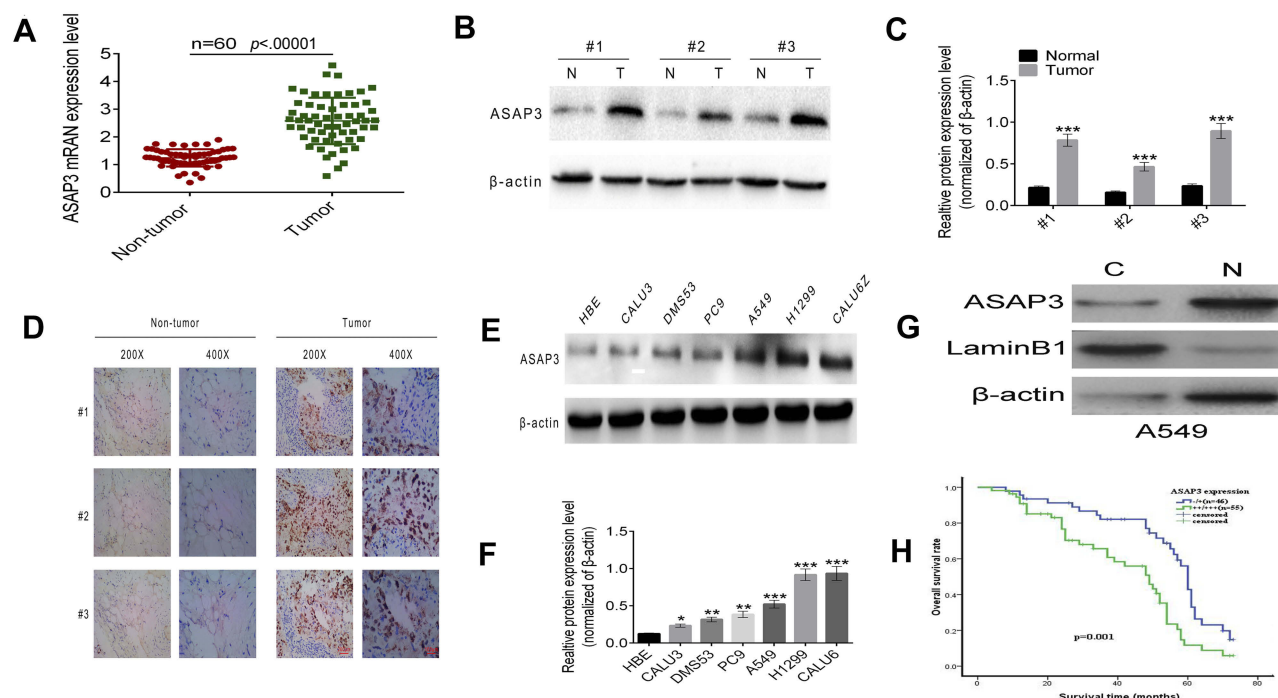 A
n=60 p<.00001
ASAP3 mRAN expression level
5
4
3
2
1
0
Non-tumor
Tumor
B
#1 #2 #3
N T N T N T
ASAP3
β-actin
C
Normal
Tumor
Realtive protein expression level
(normalized of β-actin)
1.5
1.0
0.5
0.0
***
***
***
#1
#2
#3
D
Non-tumor Tumor
200X 400X 200X 400X
#1
#2
#3
E
HBE CALU3 DMS53 PC9 A549 H1299 CALU6Z
ASAP3
β-actin
F
Realtive protein expression level
(normalized of β-actin)
1.5
1.0
0.5
0.0
* ** ** *** *** ***
HBE CALU3 DMS53 PC9 A549 H1299 CALU6
G
C N
ASAP3
LaminB1
β-actin
A549
H
ASAP3 expression
-/+(n=46)
++/+++(n=55)
censored
censored
Overall survival rate
1.0
0.8
0.6
0.4
0.2
0.0
p=0.001
0 20 40 60 80
Survival time (months)